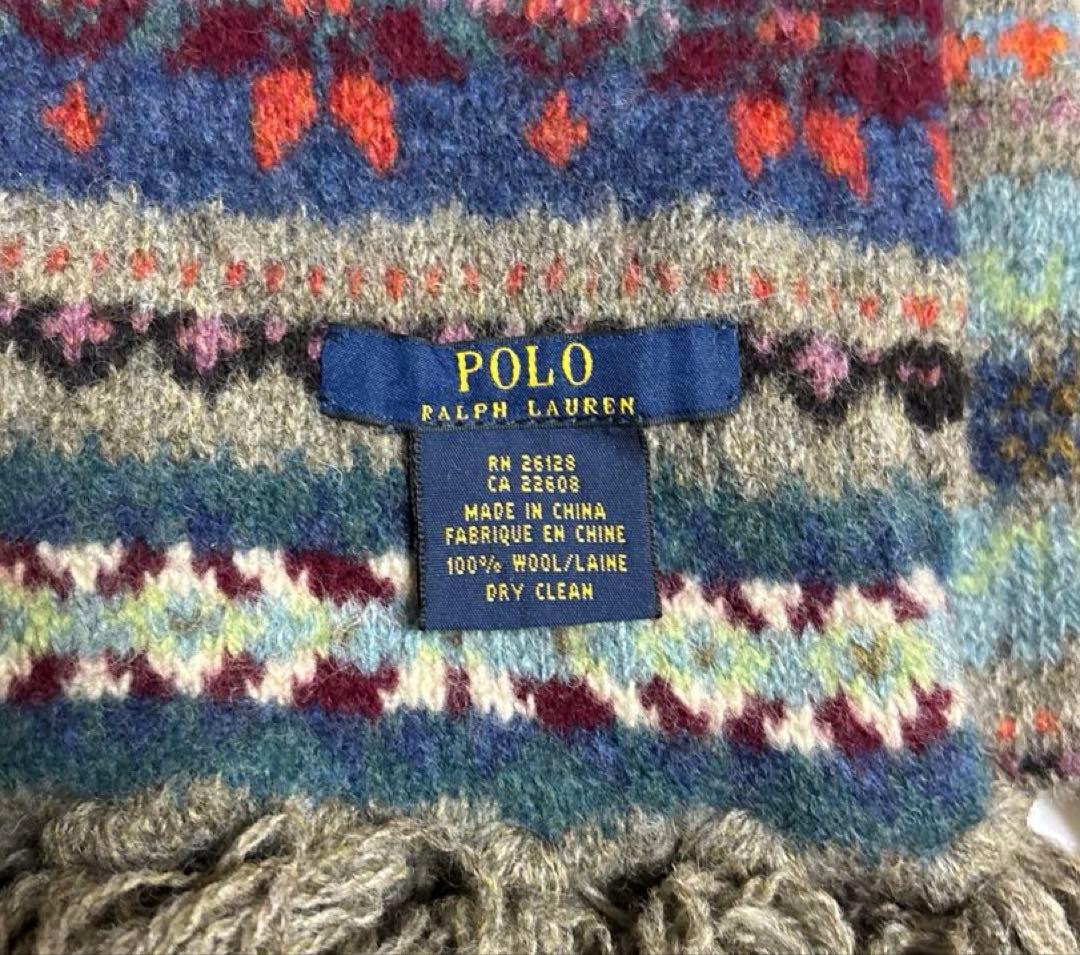 POLO
RALPH LAUREN
RN 26128
CA 22608
MADE IN CHINA
FABRIQUE EN CHINE
100% WOOL/LAINE
DRY CLEAN